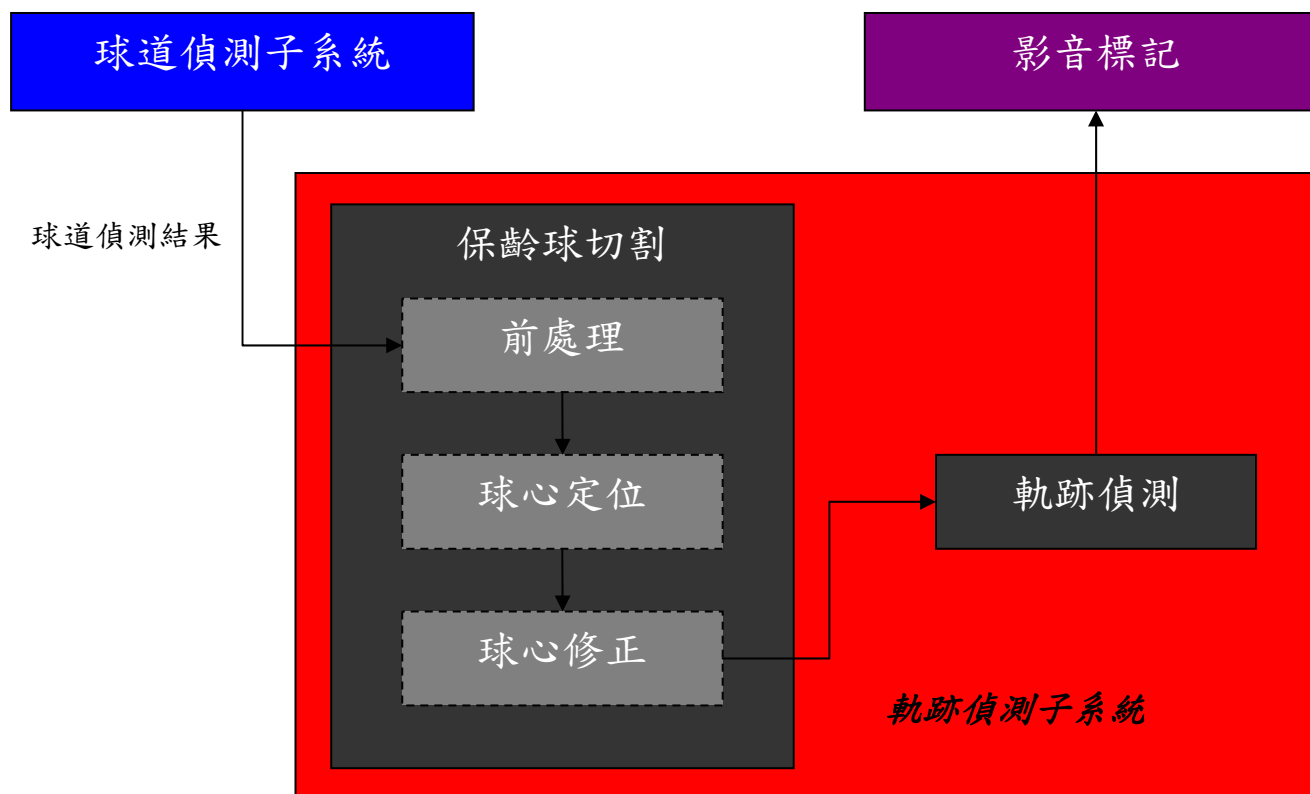 球道偵測子系統
影音標記
球道偵測結果
保齡球切割
前處理
球心定位
軌跡偵測
球心修正
軌跡偵測子系統